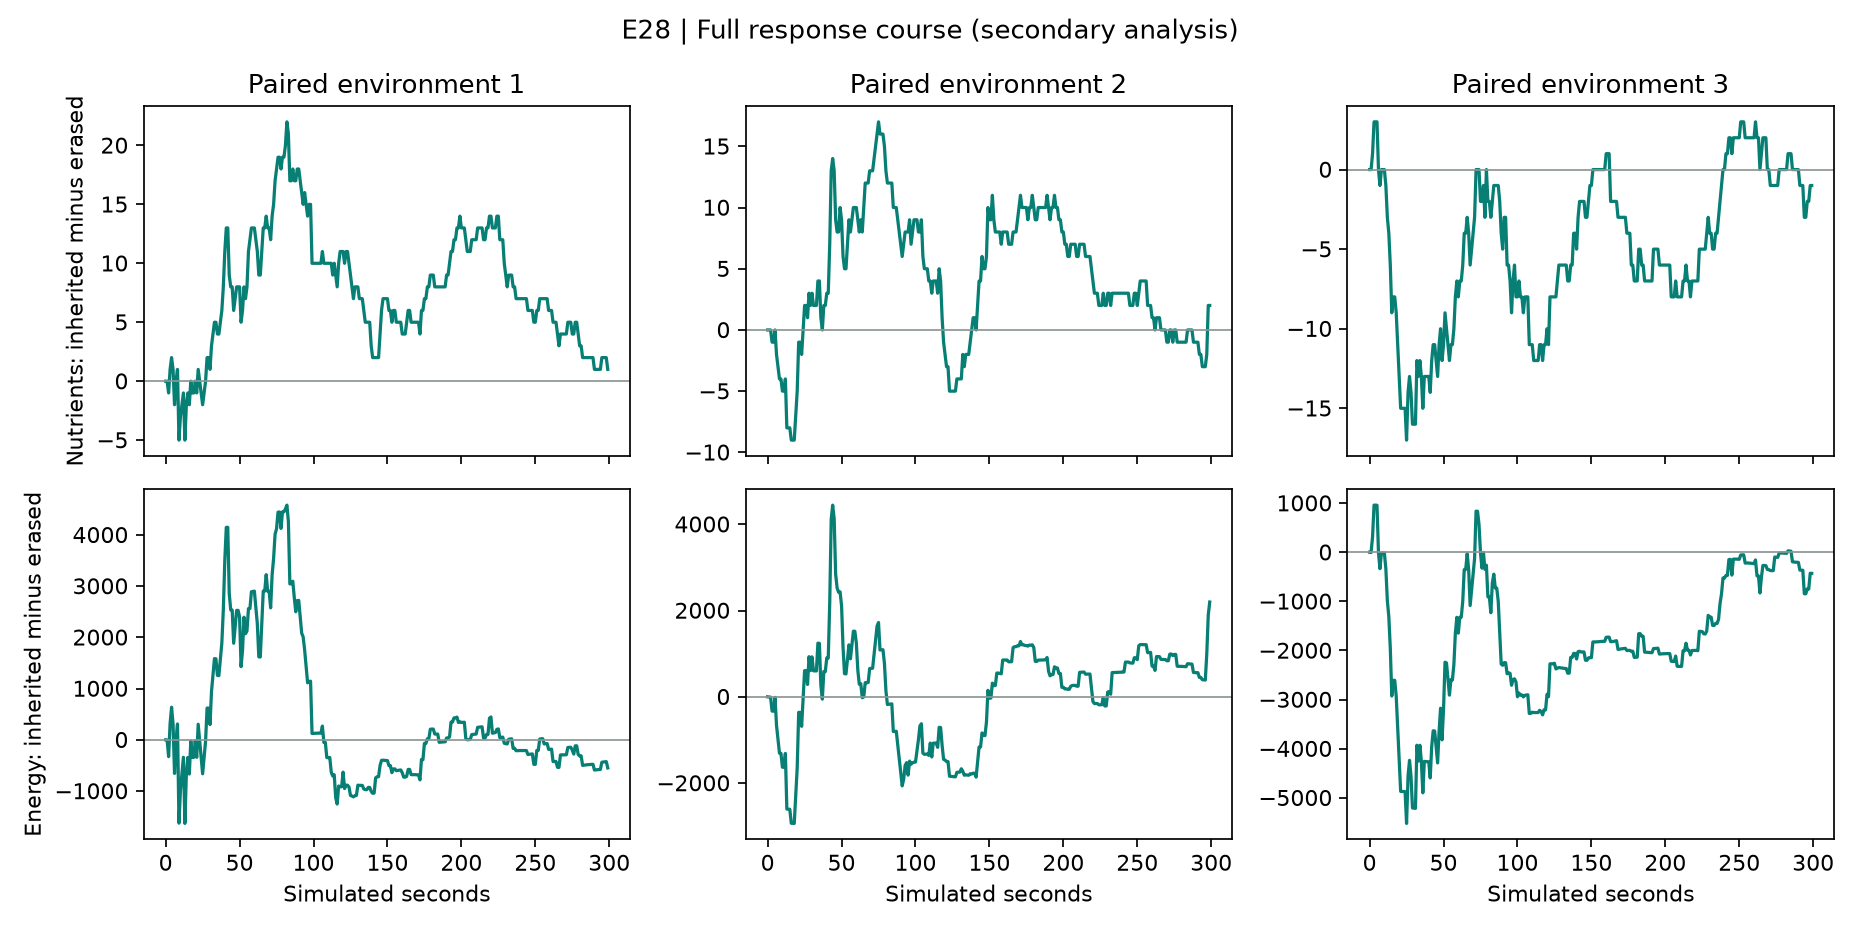 E28 | Full response course (secondary analysis)
Paired environment 1
Paired environment 2
Paired environment 3
Nutrients: inherited minus erased
20
15
10
5
0
−5
15
10
5
0
−5
−10
0
−5
−10
−15
Energy: inherited minus erased
4000
3000
2000
1000
0
−1000
4000
2000
0
−2000
1000
0
−1000
−2000
−3000
−4000
−5000
0 50 100 150 200 250 300
0 50 100 150 200 250 300
0 50 100 150 200 250 300
Simulated seconds
Simulated seconds
Simulated seconds